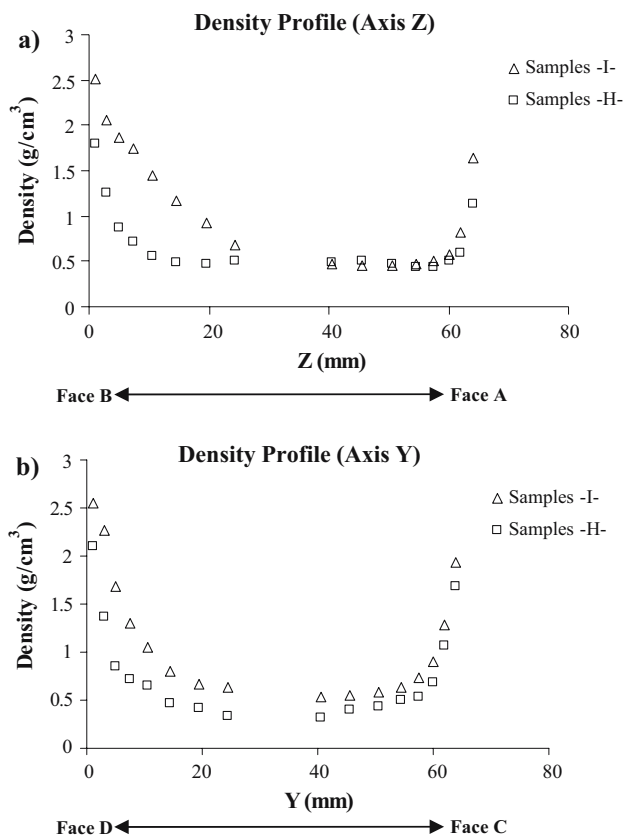 Density Profile (Axis Z)
a)
3
2.5
2
1.5
1
0.5
0
Density (g/cm³)
Samples -I-
Samples -H-
0 20 40 60 80
Z (mm)
Face B Face A
Density Profile (Axis Y)
b)
3
2.5
2
1.5
1
0.5
0
Density (g/cm³)
Samples -I-
Samples -H-
0 20 40 60 80
Y (mm)
Face D Face C